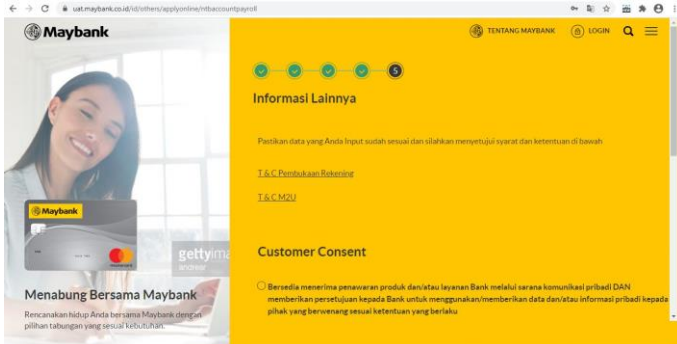 uat.maybank.co.id/id/others/applyonline/ntbaccountpayroll
Maybank
TENTANG MAYBANK
LOGIN
5
Informasi Lainnya
Pastikan data yang Anda Input sudah sesuai dan silahkan menyetujui syarat dan ketentuan di bawah
T & C Pembukaan Rekening
T & C M2U
Maybank
gettyima
Customer Consent
Bersedia menerima penawaran produk dan/atau layanan Bank melalui sarana komunikasi pribadi DAN
memberikan persetujuan kepada Bank untuk menggunakan/memberikan data dan/atau informasi pribadi kepada
pihak yang berwenang sesuai ketentuan yang berlaku
Menabung Bersama Maybank
Rencanakan hidup Anda bersama Maybank dengan
pilihan tabungan yang sesuai kebutuhan.